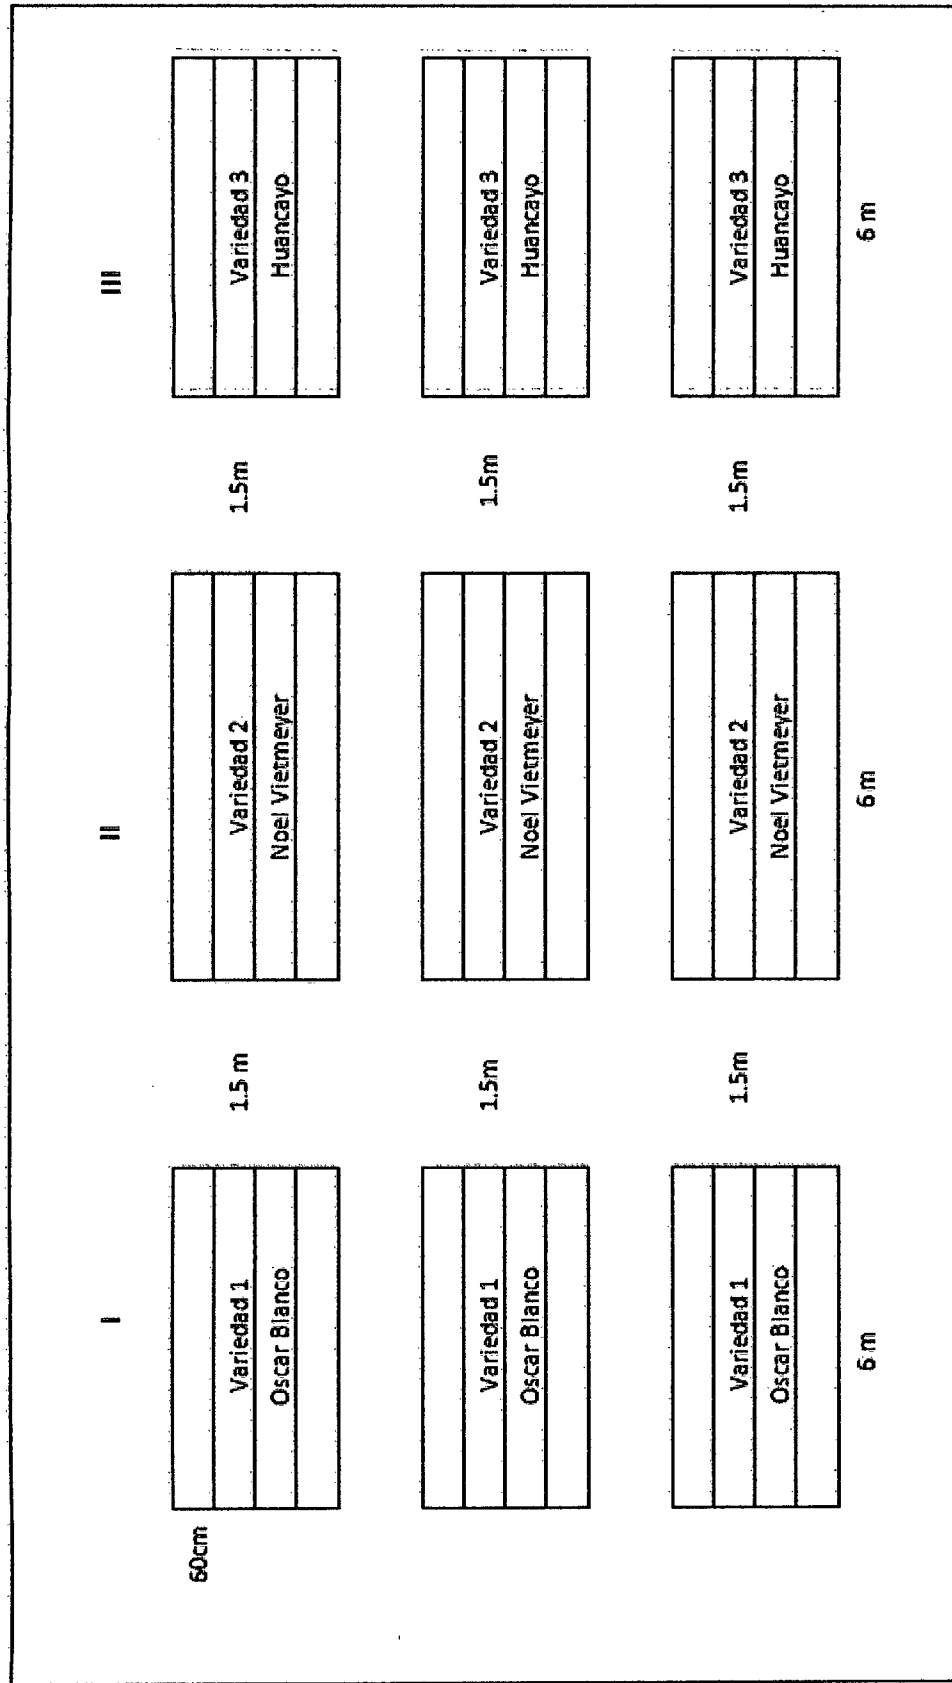 I II III
60cm
Variedad 1 1.5 m Variedad 2 1.5m Variedad 3
Oscar Blanco Noel Vietmeyer Huancayo
Variedad 1 1.5m Variedad 2 1.5m Variedad 3
Oscar Blanco Noel Vietmeyer Huancayo
Variedad 1 1.5m Variedad 2 1.5m Variedad 3
Oscar Blanco Noel Vietmeyer Huancayo
6 m 6 m 6 m